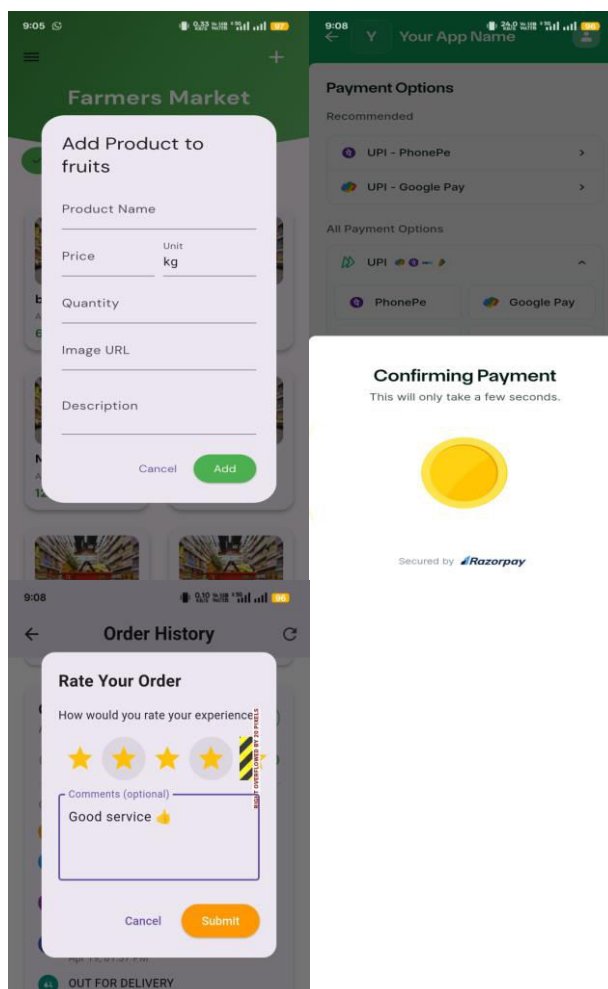 9:05
97
Farmers Market
Add Product to
fruits
Product Name
Price
Unit
kg
Quantity
Image URL
Description
Cancel
Add
9:08
96
Y
Your App Name
Payment Options
Recommended
UPI - PhonePe
UPI - Google Pay
All Payment Options
UPI
PhonePe
Google Pay
Confirming Payment
This will only take a few seconds.
Secured by Razorpay
9:08
96
Order History
Rate Your Order
How would you rate your experience
RIGHT OVERFLOWED BY 20 PIXELS
Comments (optional)
Good service 👍
Cancel
Submit
OUT FOR DELIVERY